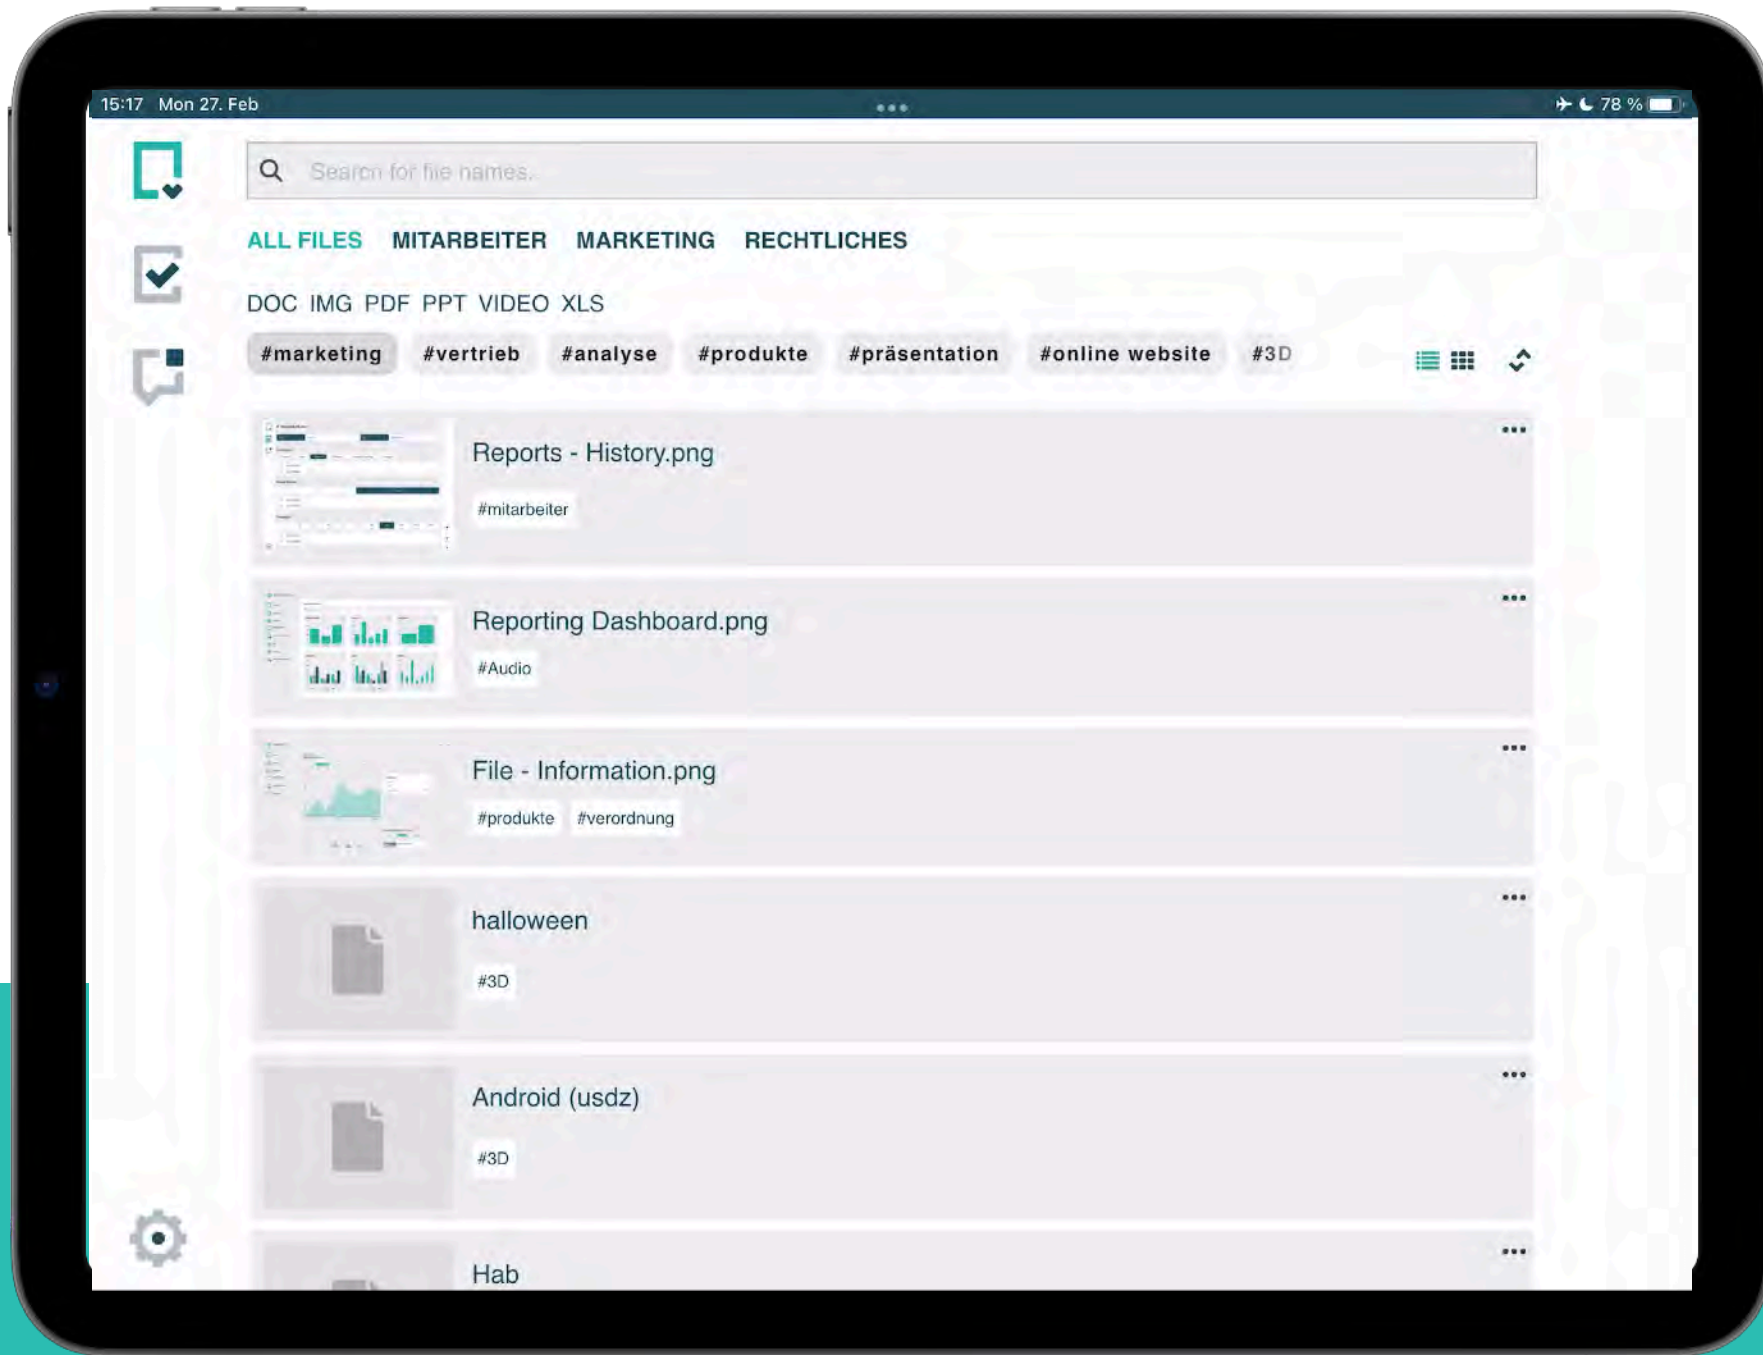 15:17 Mon 27. Feb 78 %
Search for file names.
ALL FILES MITARBEITER MARKETING RECHTLICHES
DOC IMG PDF PPT VIDEO XLS
#marketing #vertrieb #analyse #produkte #präsentation #online website #3D
Reports - History.png
#mitarbeiter
Reporting Dashboard.png
#Audio
File - Information.png
#produkte #verordnung
halloween
#3D
Android (usdz)
#3D
Hab